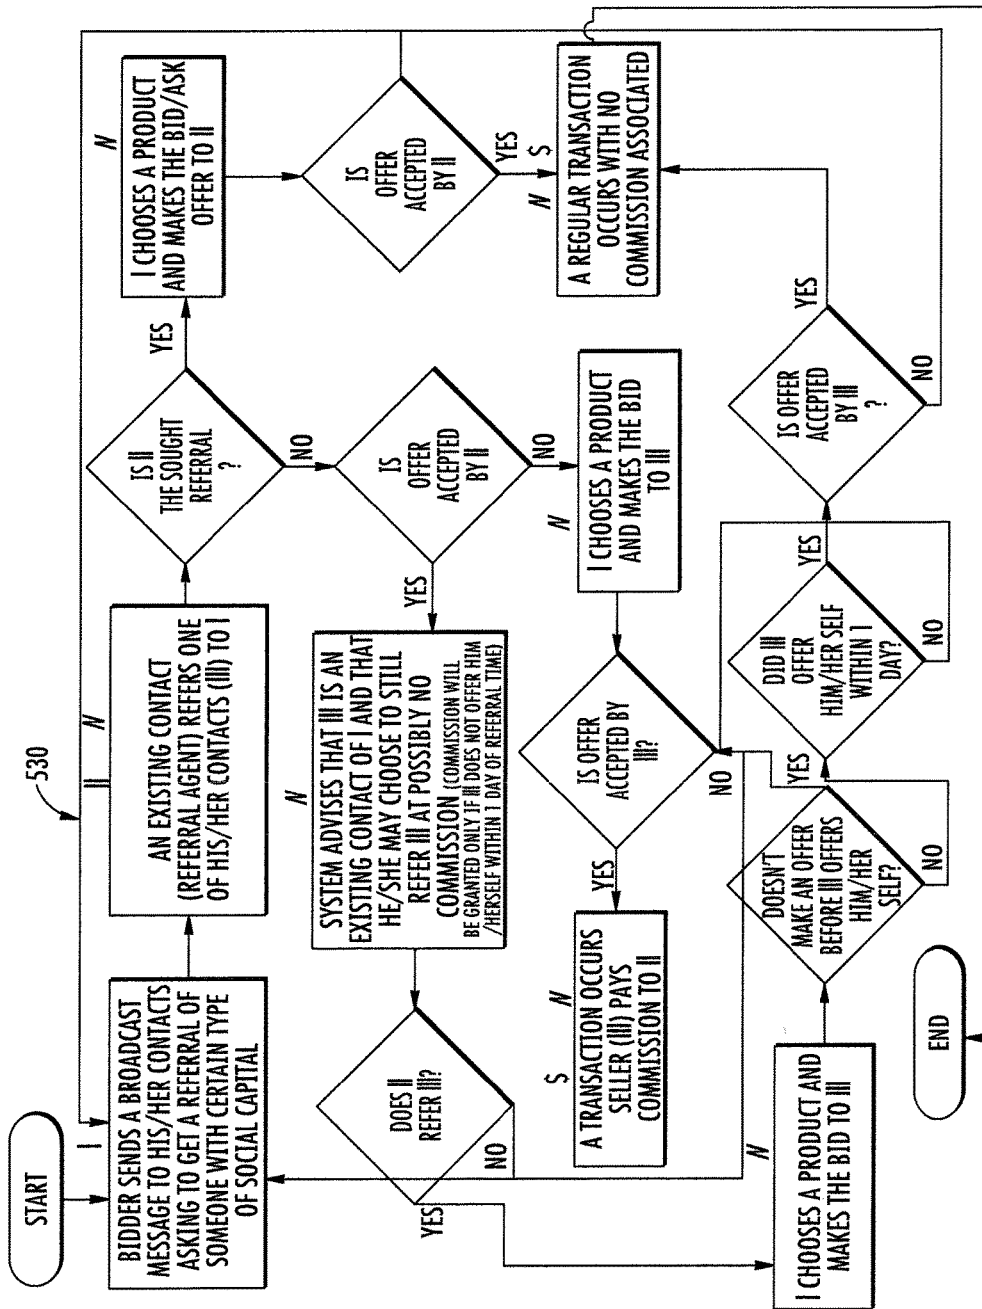 530
START
I
BIDDER SENDS A BROADCAST
MESSAGE TO HIS/HER CONTACTS
ASKING TO GET A REFERRAL OF
SOMEONE WITH CERTAIN TYPE
OF SOCIAL CAPITAL
II
N
AN EXISTING CONTACT
(REFERRAL AGENT) REFERS ONE
OF HIS/HER CONTACTS (III) TO I
IS II
THE SOUGHT
REFERRAL
?
YES
NO
N
I CHOOSES A PRODUCT
AND MAKES THE BID/ASK
OFFER TO II
IS
OFFER
ACCEPTED
BY II
YES
N
$
A REGULAR TRANSACTION
OCCURS WITH NO
COMMISSION ASSOCIATED
IS
OFFER
ACCEPTED
BY II
YES
NO
N
SYSTEM ADVISES THAT III IS AN
EXISTING CONTACT OF I AND THAT
HE/SHE MAY CHOOSE TO STILL
REFER III AT POSSIBLY NO
COMMISSION (COMMISSION WILL
BE GRANTED ONLY IF III DOES NOT OFFER HIM
/HERSELF WITHIN 1 DAY OF REFERRAL TIME)
DOES II
REFER III?
NO
YES
N
I CHOOSES A PRODUCT
AND MAKES THE BID
TO III
IS OFFER
ACCEPTED BY
III?
YES
NO
$
N
A TRANSACTION OCCURS
SELLER (III) PAYS
COMMISSION TO II
N
I CHOOSES A PRODUCT AND
MAKES THE BID TO III
DOESN'T
MAKE AN OFFER
BEFORE III OFFERS
HIM/HER
SELF?
YES
NO
DID III
OFFER
HIM/HER SELF
WITHIN 1
DAY?
YES
NO
IS OFFER
ACCEPTED
BY III
?
YES
NO
END